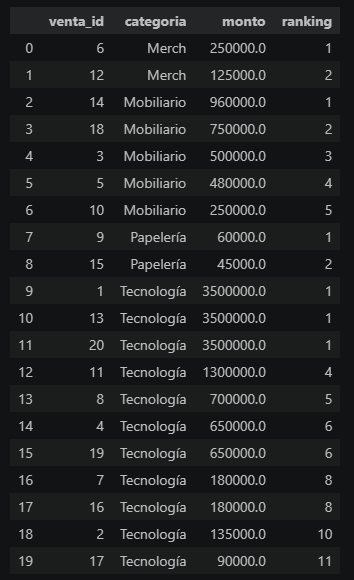 venta_id categoria monto ranking
0 6 Merch 250000.0 1
1 12 Merch 125000.0 2
2 14 Mobiliario 960000.0 1
3 18 Mobiliario 750000.0 2
4 3 Mobiliario 500000.0 3
5 5 Mobiliario 480000.0 4
6 10 Mobiliario 250000.0 5
7 9 Papelería 60000.0 1
8 15 Papelería 45000.0 2
9 1 Tecnología 3500000.0 1
10 13 Tecnología 3500000.0 1
11 20 Tecnología 3500000.0 1
12 11 Tecnología 1300000.0 4
13 8 Tecnología 700000.0 5
14 4 Tecnología 650000.0 6
15 19 Tecnología 650000.0 6
16 7 Tecnología 180000.0 8
17 16 Tecnología 180000.0 8
18 2 Tecnología 135000.0 10
19 17 Tecnología 90000.0 11